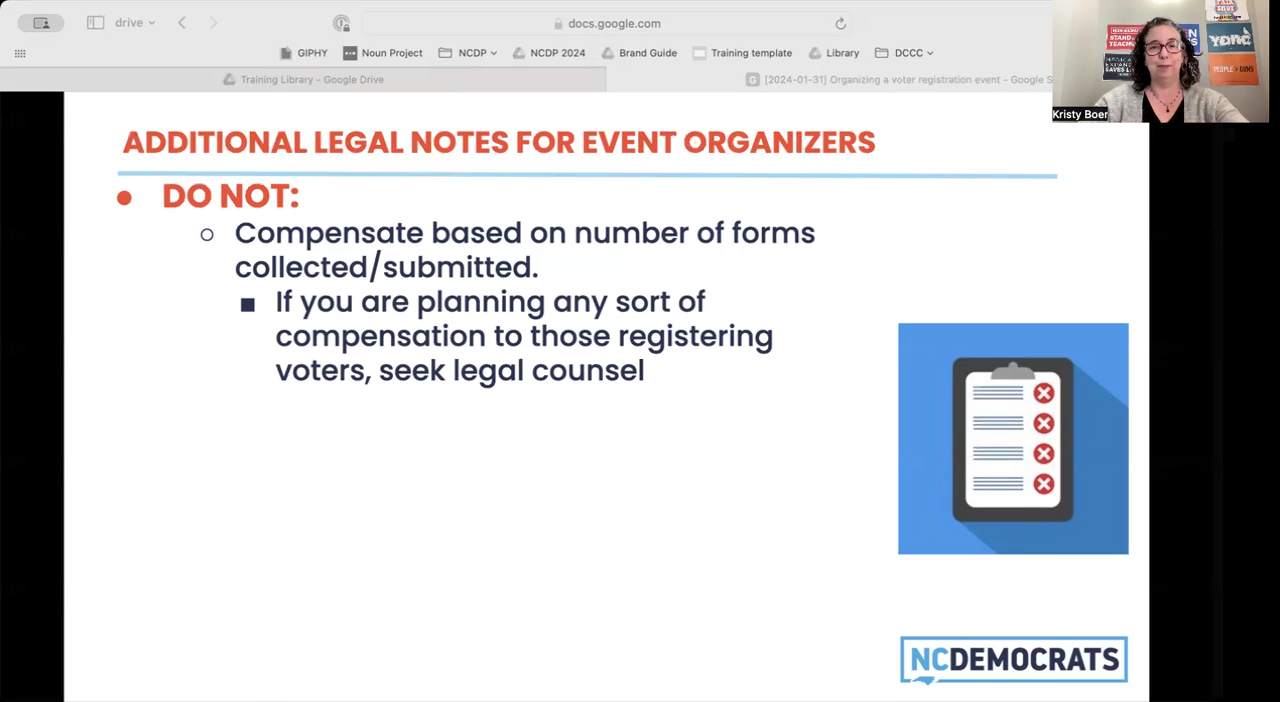 drive
docs.google.com
GIPHY
Noun Project
NCDP
NCDP 2024
Brand Guide
Training template
Library
DCCC
Training Library - Google Drive
[2024-01-31] Organizing a voter registration event - Google S
Kristy Boer
ADDITIONAL LEGAL NOTES FOR EVENT ORGANIZERS
DO NOT:
Compensate based on number of forms
collected/submitted.
If you are planning any sort of
compensation to those registering
voters, seek legal counsel
NCDEMOCRATS